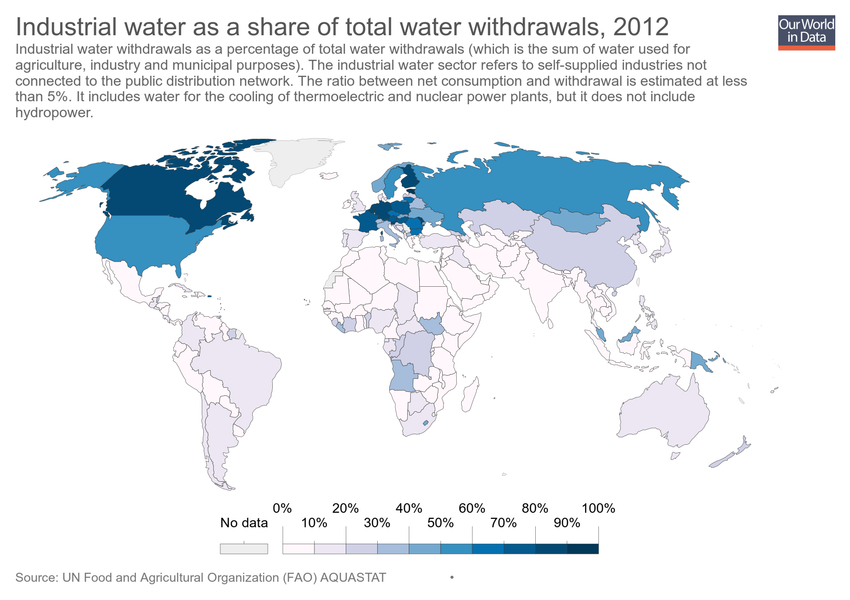 Industrial water as a share of total water withdrawals, 2012
Our World
in Data
Industrial water withdrawals as a percentage of total water withdrawals (which is the sum of water used for
agriculture, industry and municipal purposes). The industrial water sector refers to self-supplied industries not
connected to the public distribution network. The ratio between net consumption and withdrawal is estimated at less
than 5%. It includes water for the cooling of thermoelectric and nuclear power plants, but it does not include
hydropower.
0% 20% 40% 60% 80% 100%
No data 10% 30% 50% 70% 90%
Source: UN Food and Agricultural Organization (FAO) AQUASTAT •